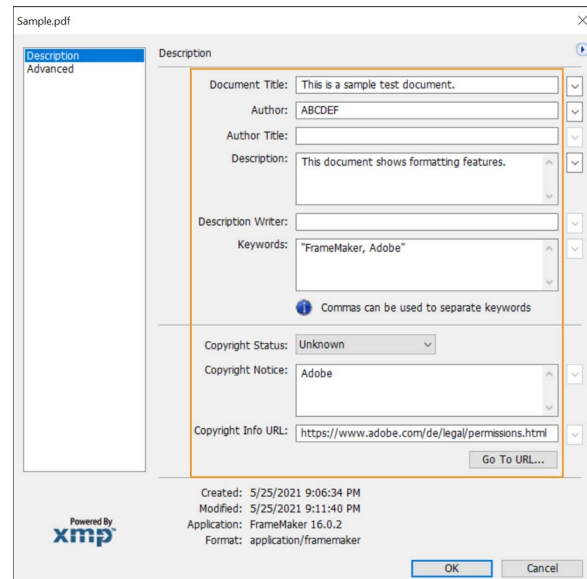 Sample.pdf
Description
Advanced
Description
Document Title: Thiis is a sample test document.
Author: ABCDEF
Author Title:
Description: This document shows formatting features.
Description Writer:
Keywords: "FrameMaker, Adobe"
Commas can be used to separate keywords
Copyright Status: Unknown
Copyright Notice: Adobe
Copyright Info URL: https://www.adobe.com/de/legal/permissions.html
Go To URL...
Created: 5/25/2021 9:06:34 PM
Modified: 5/25/2021 9:11:40 PM
Application: FrameMaker 16.0.2
Format: application/framemaker
Powered By
xmp
OK Cancel